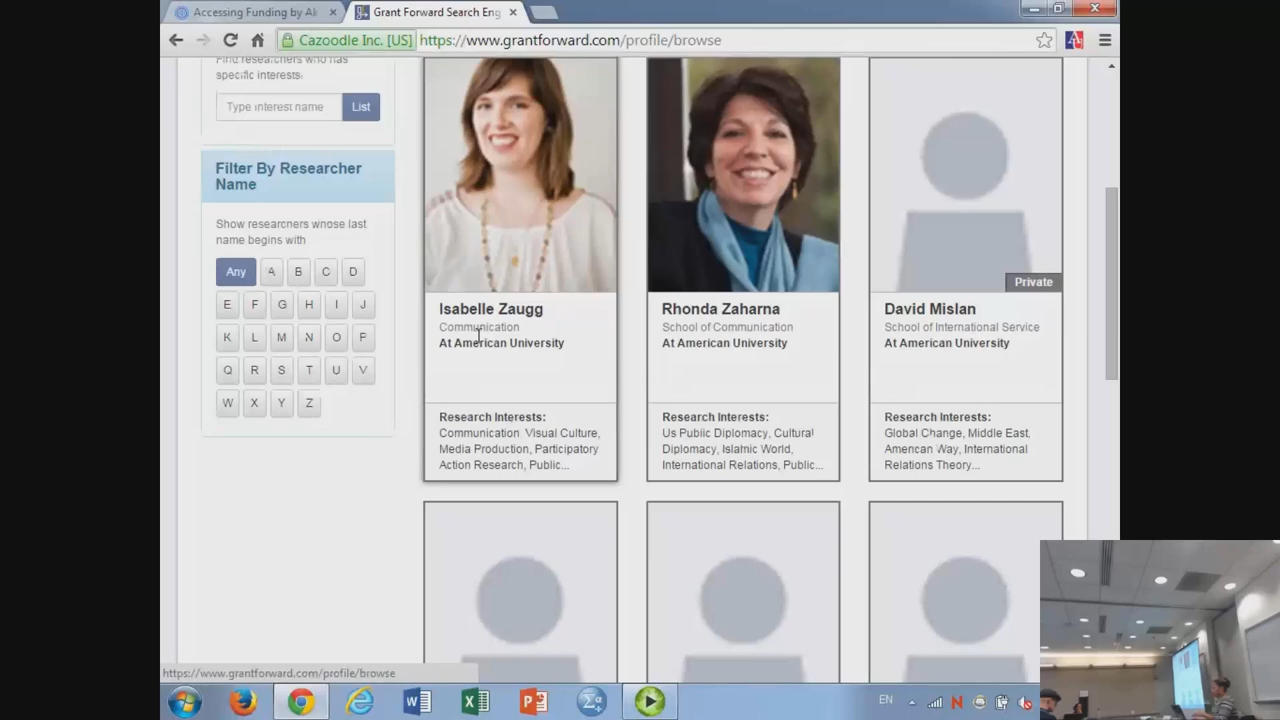 Accessing Funding by Al
Grant Forward Search Eng
Cazoodle Inc. [US]
https://www.grantforward.com/profile/browse
Find researchers who has
specific interests.
Type interest name
List
Filter By Researcher
Name
Show researchers whose last
name begins with
Any A B C D
E F G H I J
K L M N O P
Q R S T U V
W X Y Z
Isabelle Zaugg
Communication
At American University
Research Interests:
Communication, Visual Culture,
Media Production, Participatory
Action Research, Public...
Rhonda Zaharna
School of Communication
At American University
Research Interests:
Us Public Diplomacy, Cultural
Diplomacy, Islamic World,
International Relations, Public...
Private
David Mislan
School of International Service
At American University
Research Interests:
Global Change, Middle East,
American Way, International
Relations Theory...
https://www.grantforward.com/profile/browse
EN